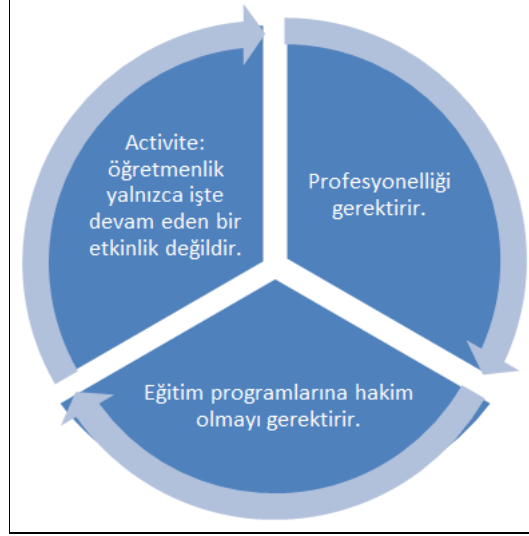 Activite:
öğretmenlik
yalnızca işte
devam eden bir
etkinlik değildir.
Profesyonelliği
gerektirir.
Eğitim programlarına hakim
olmayı gerektirir.